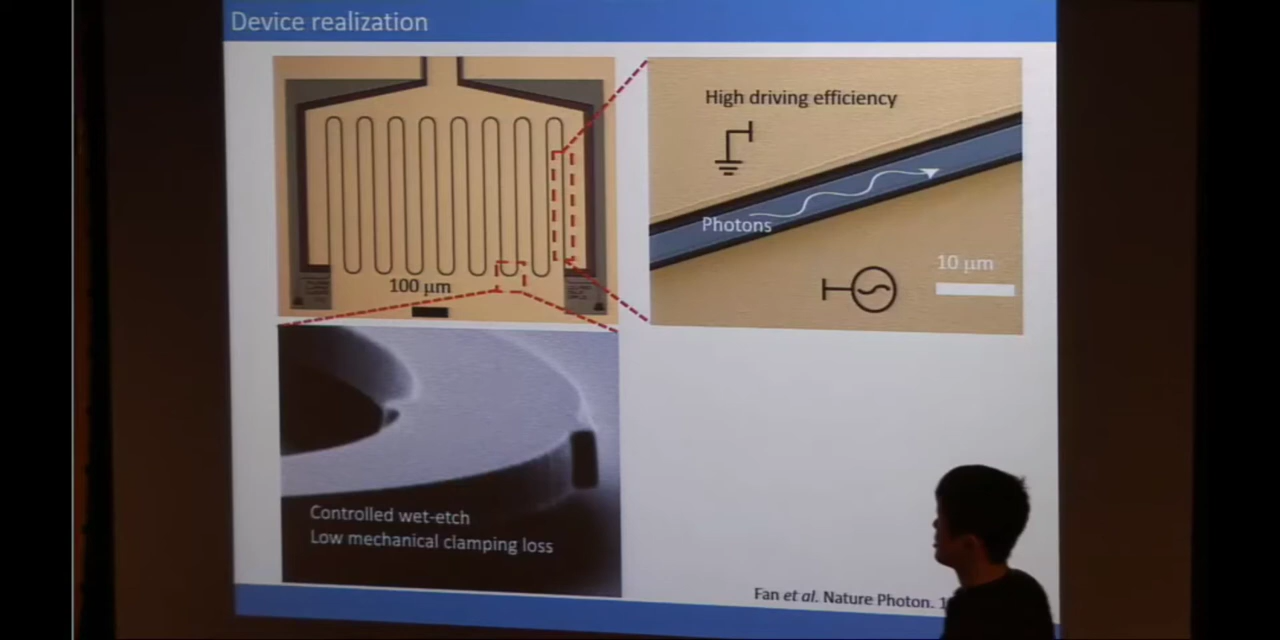 Device realization
High driving efficiency
Photons
10 μm
100 μm
Controlled wet-etch
Low mechanical clamping loss
Fan et al. Nature Photon.